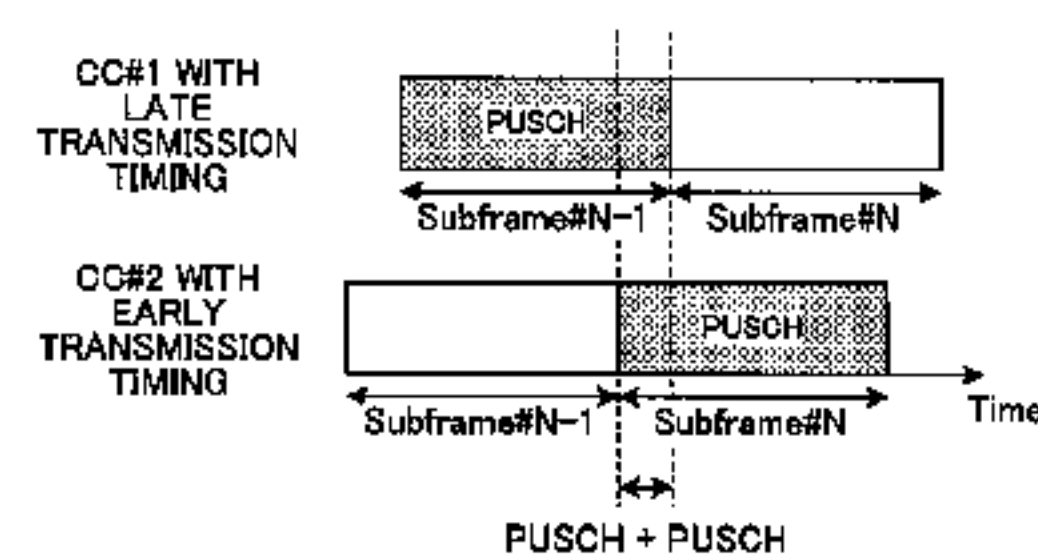 CC#1 WITH
LATE
TRANSMISSION
TIMING
PUSCH
Subframe#N-1
Subframe#N
CC#2 WITH
EARLY
TRANSMISSION
TIMING
PUSCH
Subframe#N-1
Subframe#N
Time
PUSCH + PUSCH